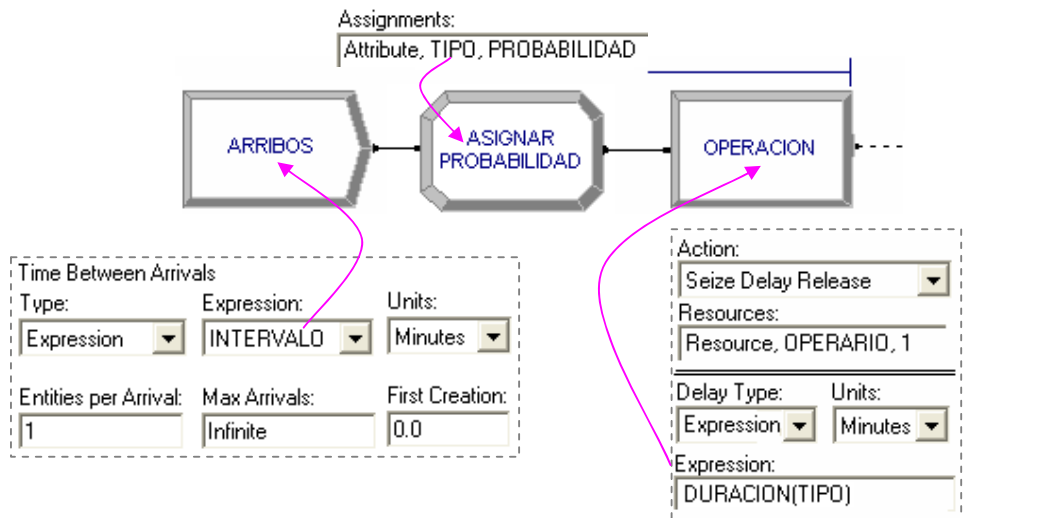 Assignments:
Attribute, TIPO, PROBABILIDAD
ARRIBOS
ASIGNAR
PROBABILIDAD
OPERACION
Time Between Arrivals
Type: Expression: Units:
Expression INTERVALO Minutes
Entities per Arrival: Max Arrivals: First Creation:
1 Infinite 0.0
Action:
Seize Delay Release
Resources:
Resource, OPERARIO, 1
Delay Type: Units:
Expression Minutes
Expression:
DURACION(TIPO)